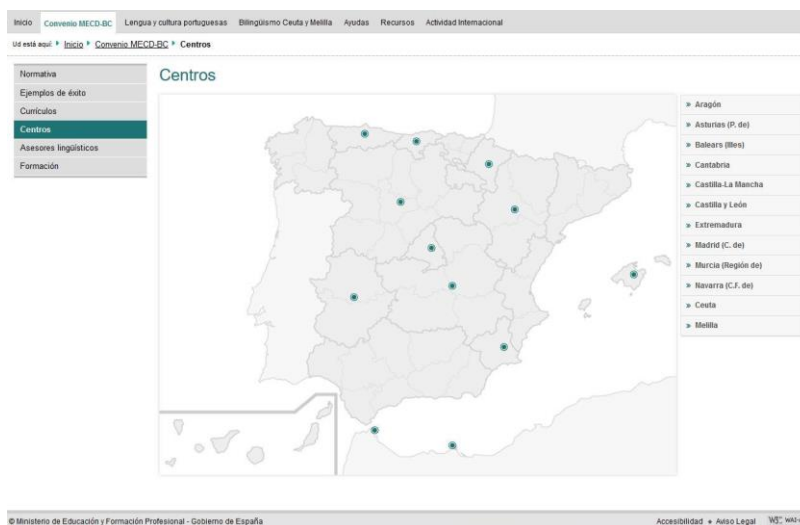 Inicio Convenio MECD-BC Lengua y cultura portuguesas Bilingüismo Ceuta y Melilla Ayudas Recursos Actividad Internacional
Ud está aquí: Inicio Convenio MECD-BC Centros
Normativa
Ejemplos de éxito
Currículos
Centros
Asesores lingüísticos
Formación
Centros
» Aragón
» Asturias (P. de)
» Balears (Illes)
» Cantabria
» Castilla-La Mancha
» Castilla y León
» Extremadura
» Madrid (C. de)
» Murcia (Región de)
» Navarra (C.F. de)
» Ceuta
» Melilla
© Ministerio de Educación y Formación Profesional - Gobierno de España
Accesibilidad Aviso Legal